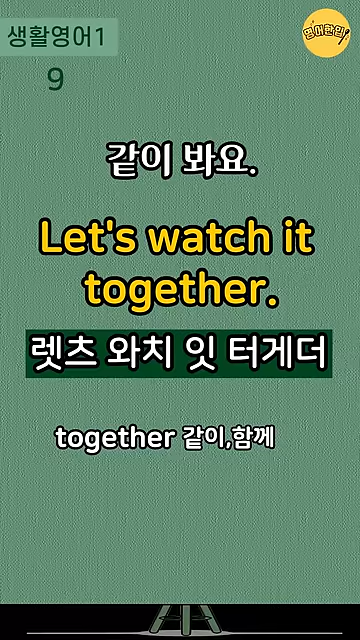 생활영어1
영어한입
9
같이 봐요.
Let's watch it
together.
렛츠 와치 잇 터게더
together 같이,함께